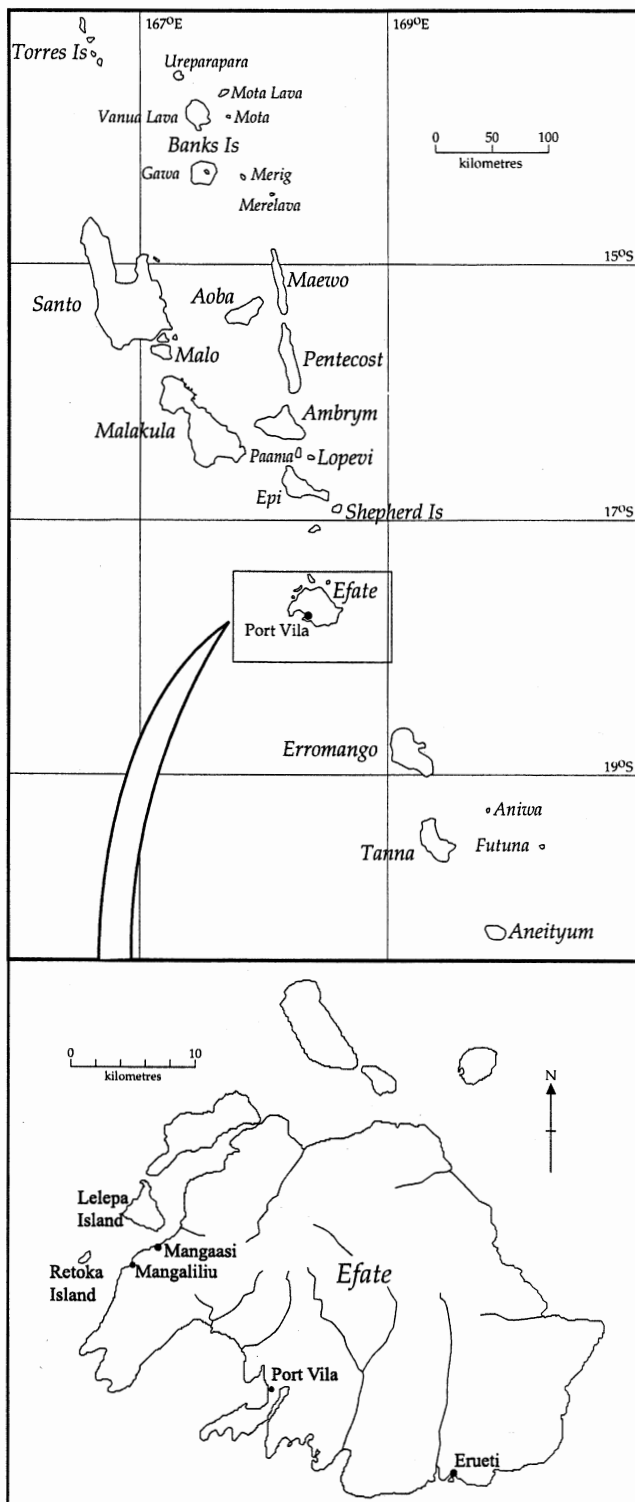 167°E
169°E
Torres Is
Ureparapara
Mota Lava
Vanua Lava
Mota
Banks Is
Gawa
Merig
Merelava
0 50 100
kilometres
15°S
Maewo
Aoba
Santo
Malo
Pentecost
Ambrym
Malakula
Paama
Lopevi
Epi
Shepherd Is
17°S
Efate
Port Vila
Erromango
19°S
Aniwa
Tanna
Futuna
Aneityum
0 10
kilometres
N
Lelepa
Island
Mangaasi
Retoka
Island
Mangaliliu
Efate
Port Vila
Erueti